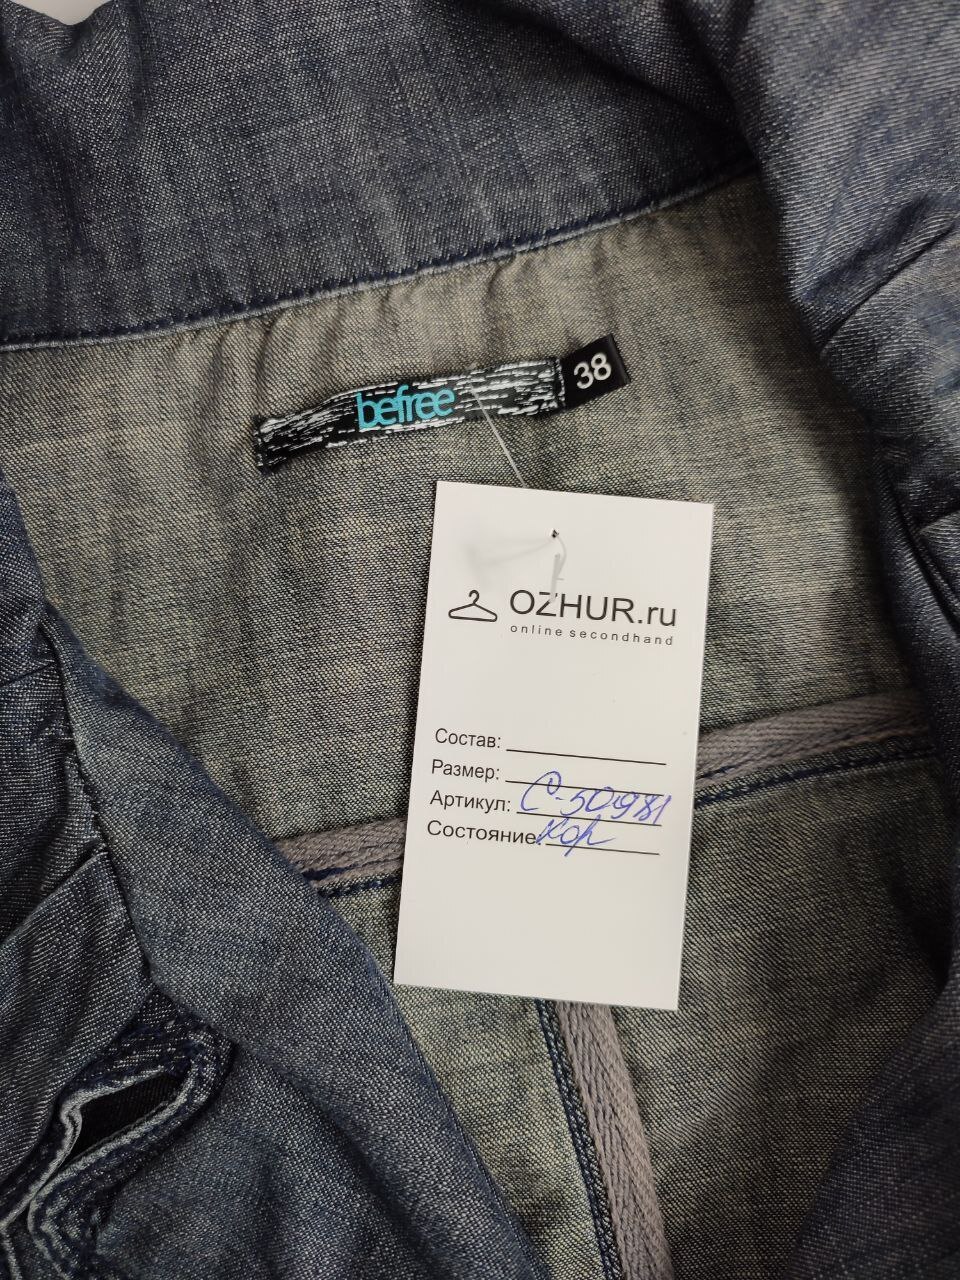 befree
38
OZHUR.ru
online secondhand
Состав:
Размер:
Артикул: С-50981
Состояние: Хор